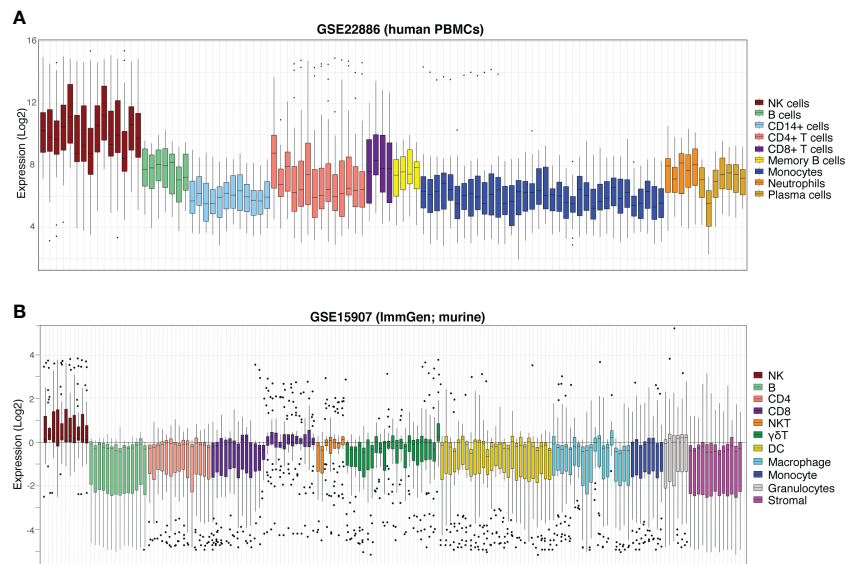 A
GSE22886 (human PBMCs)
Expression (Log2)
16
12
8
4
NK cells
B cells
CD14+ cells
CD4+ T cells
CD8+ T cells
Memory B cells
Monocytes
Neutrophils
Plasma cells
B
GSE15907 (ImmGen; murine)
Expression (Log2)
4
2
0
-2
-4
NK
B
CD4
CD8
NKT
γδT
DC
Macrophage
Monocyte
Granulocytes
Stromal